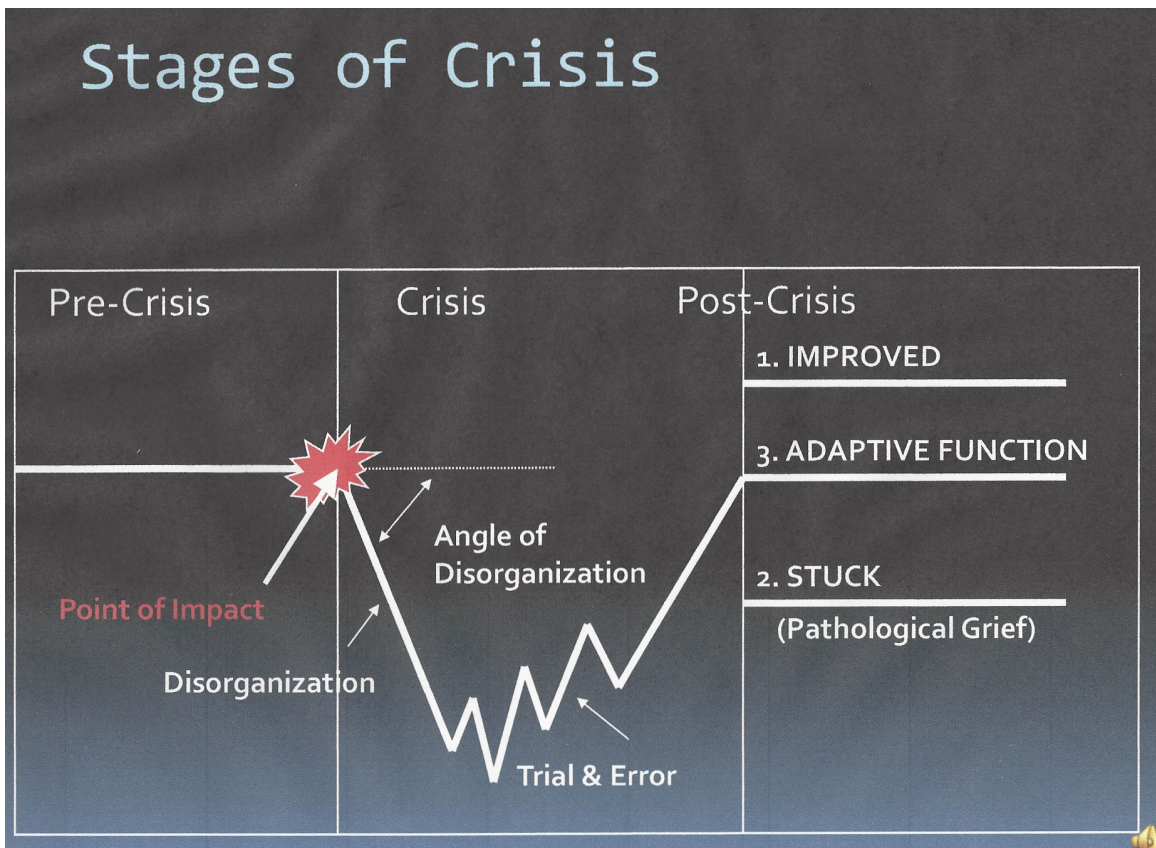 Stages of Crisis
Pre-Crisis
Crisis
Post-Crisis
1. IMPROVED
3. ADAPTIVE FUNCTION
Angle of
Disorganization
2. STUCK
(Pathological Grief)
Point of Impact
Disorganization
Trial & Error